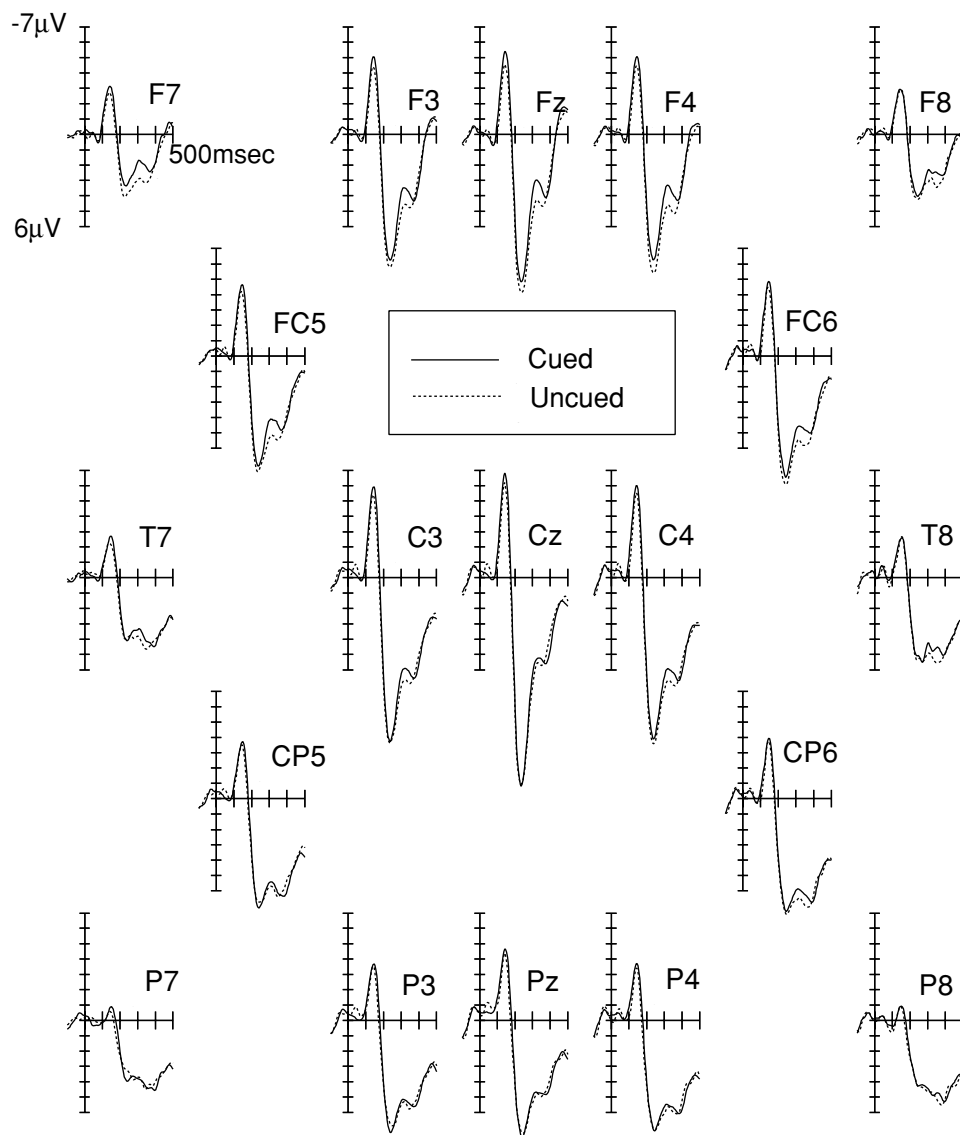 -7µV
F7 F3 Fz F4 F8
500msec
6µV
FC5 FC6
Cued
Uncued
T7 C3 Cz C4 T8
CP5 CP6
P7 P3 Pz P4 P8